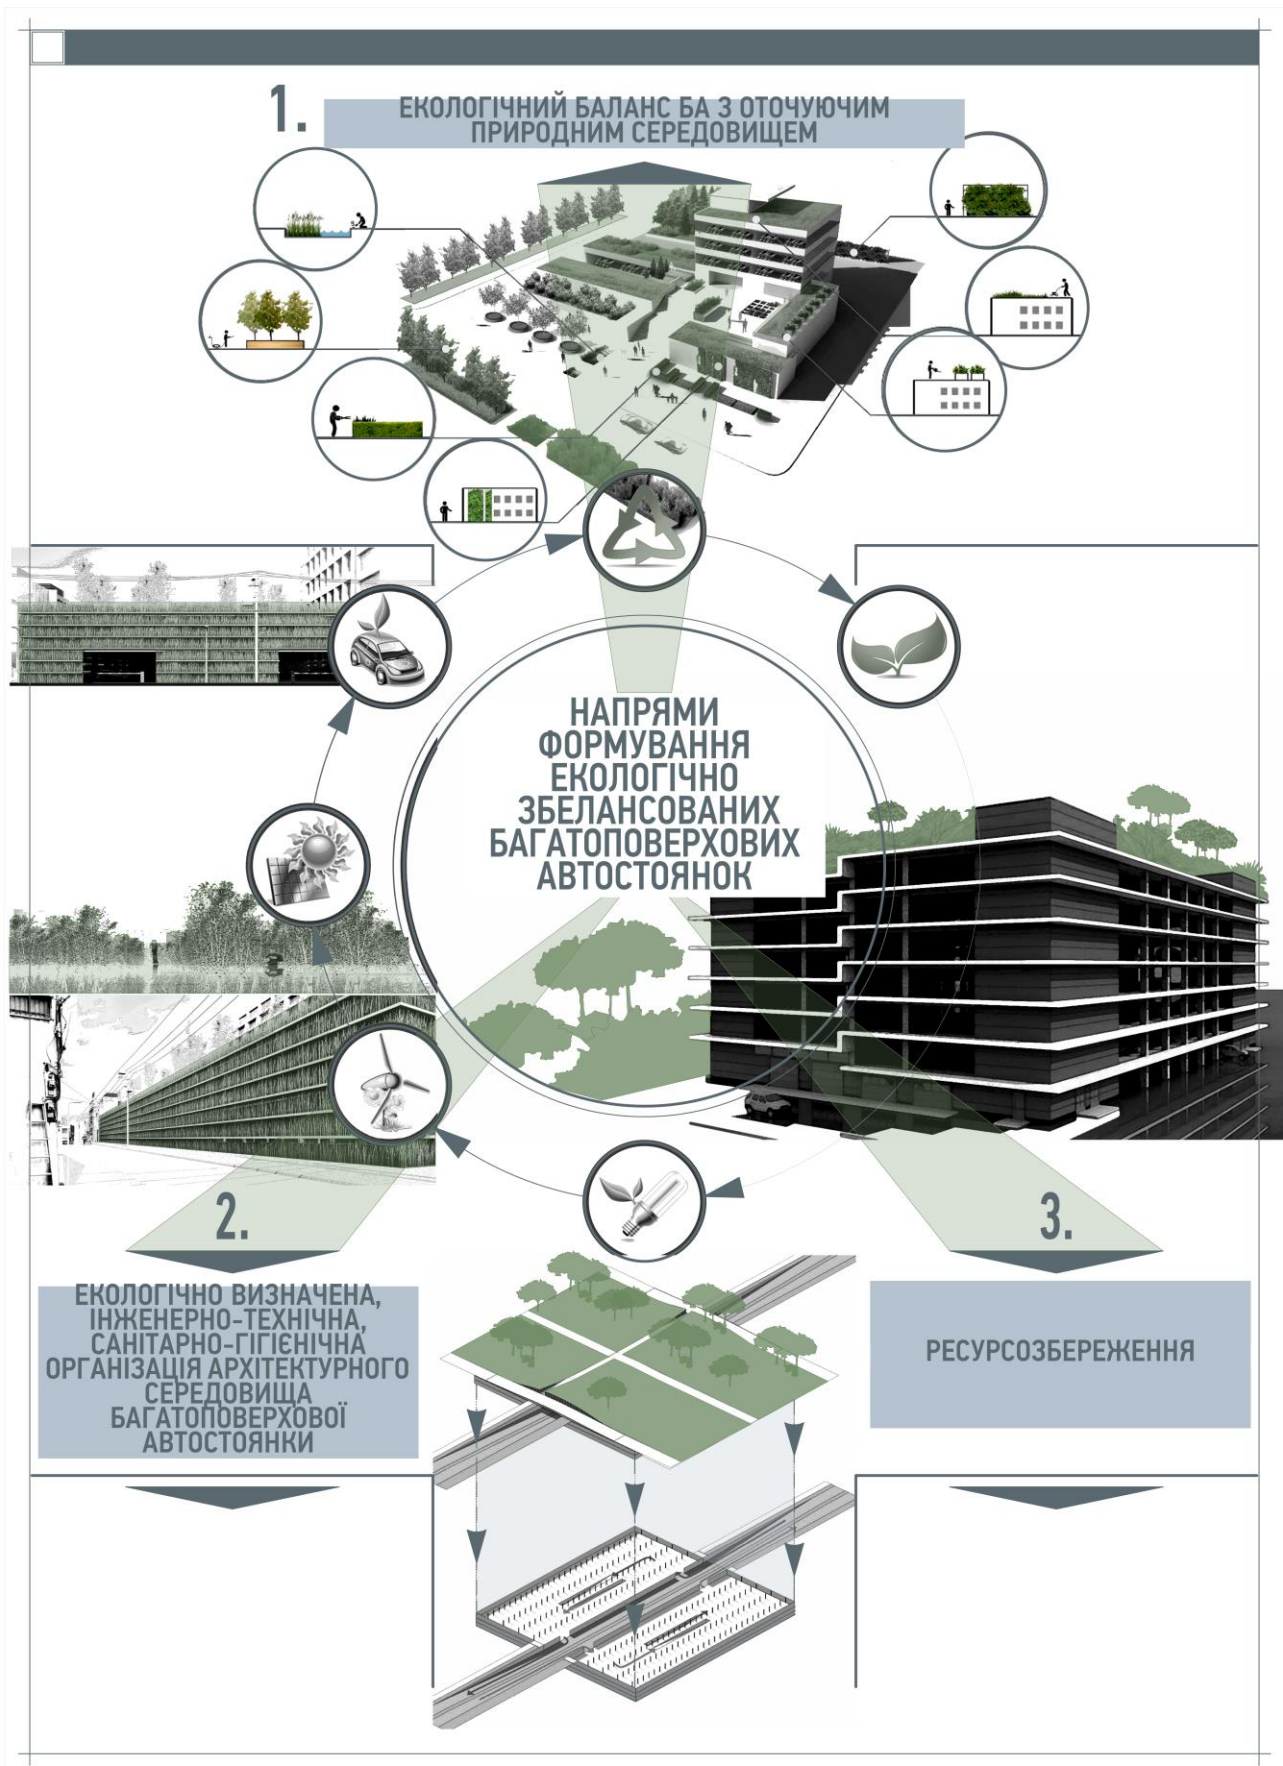 1.
ЕКОЛОГІЧНИЙ БАЛАНС БА З ОТОЧУЮЧИМ
ПРИРОДНИМ СЕРЕДОВИЩЕМ
НАПРЯМИ
ФОРМУВАННЯ
ЕКОЛОГІЧНО
ЗБЕЛАНСОВАНИХ
БАГАТОПОВЕРХОВИХ
АВТОСТОЯНОК
2.
ЕКОЛОГІЧНО ВИЗНАЧЕНА,
ІНЖЕНЕРНО-ТЕХНІЧНА,
САНІТАРНО-ГІГІЄНІЧНА
ОРГАНІЗАЦІЯ АРХІТЕКТУРНОГО
СЕРЕДОВИЩА
БАГАТОПОВЕРХОВОЇ
АВТОСТОЯНКИ
3.
РЕСУРСОЗБЕРЕЖЕННЯ